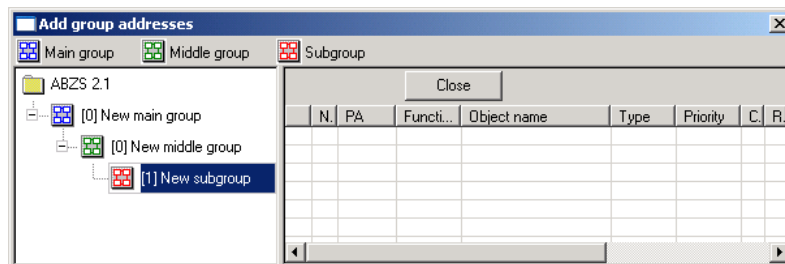 Add group addresses
Main group Middle group Subgroup
ABZS 2.1
[0] New main group
[0] New middle group
[1] New subgroup
Close
N. PA Functi... Object name Type Priority C. R.